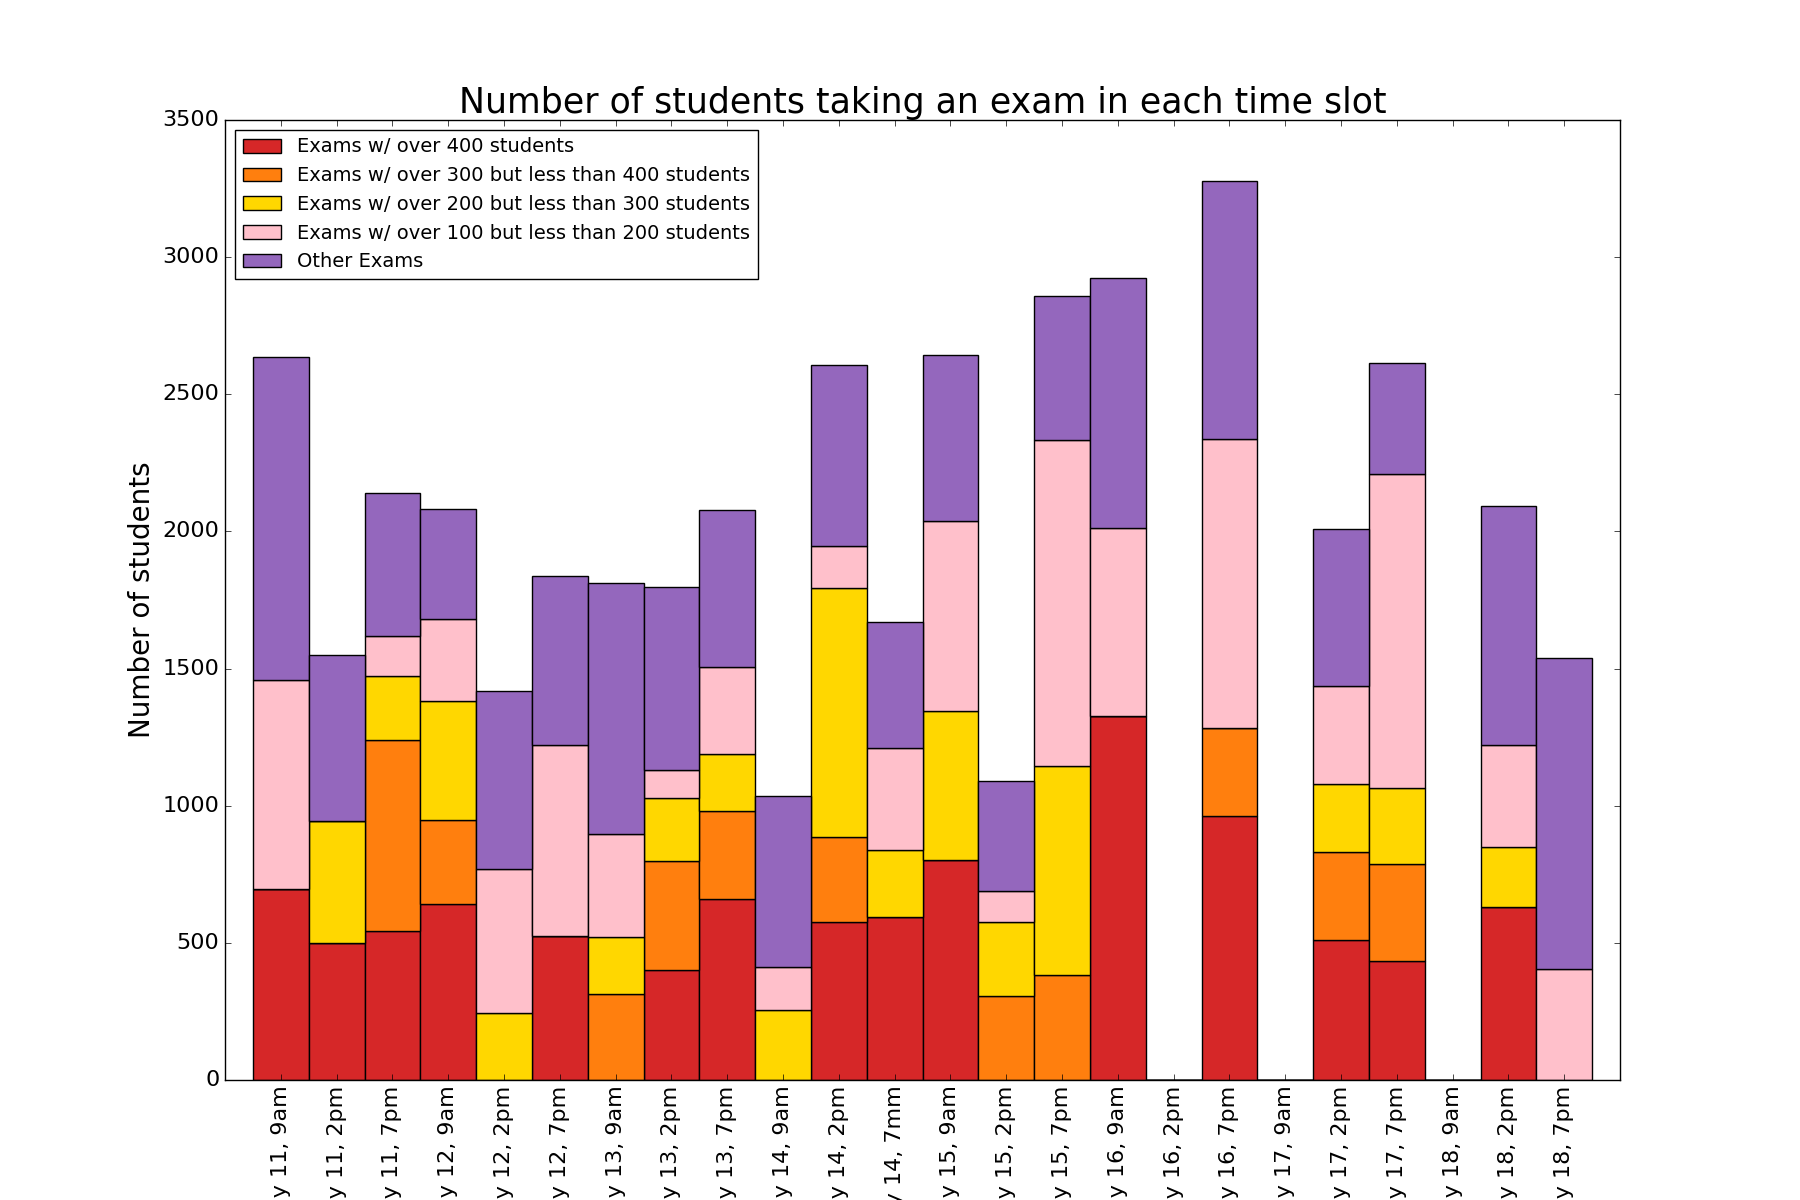 Number of students taking an exam in each time slot
Exams w/ over 400 students
Exams w/ over 300 but less than 400 students
Exams w/ over 200 but less than 300 students
Exams w/ over 100 but less than 200 students
Other Exams
Number of students
3500
3000
2500
2000
1500
1000
500
0
y 11, 9am
y 11, 2pm
y 11, 7pm
y 12, 9am
y 12, 2pm
y 12, 7pm
y 13, 9am
y 13, 2pm
y 13, 7pm
y 14, 9am
y 14, 2pm
y 14, 7mm
y 15, 9am
y 15, 2pm
y 15, 7pm
y 16, 9am
y 16, 2pm
y 16, 7pm
y 17, 9am
y 17, 2pm
y 17, 7pm
y 18, 9am
y 18, 2pm
y 18, 7pm